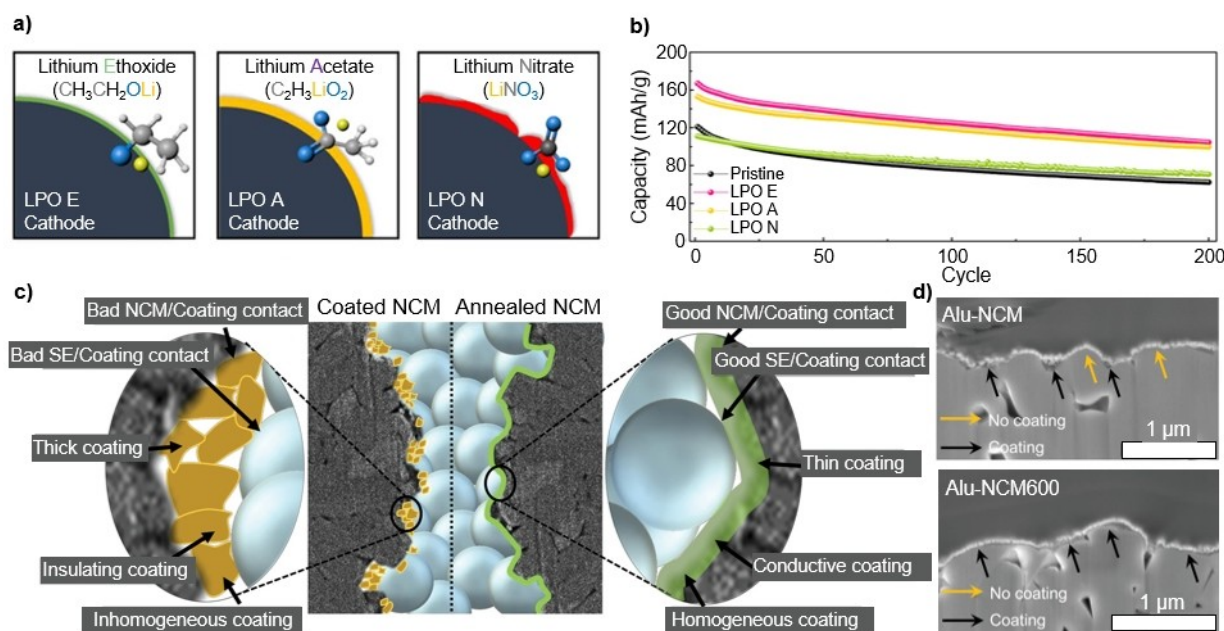 a)
Lithium Ethoxide
(CH₃CH₂OLi)
LPO E
Cathode
Lithium Acetate
(C₂H₃LiO₂)
LPO A
Cathode
Lithium Nitrate
(LiNO₃)
LPO N
Cathode
b)
Capacity (mAh/g)
200
160
120
80
40
0
Pristine
LPO E
LPO A
LPO N
0 50 100 150 200
Cycle
c)
Coated NCM
Annealed NCM
Bad NCM/Coating contact
Bad SE/Coating contact
Thick coating
Insulating coating
Inhomogeneous coating
Good NCM/Coating contact
Good SE/Coating contact
Thin coating
Conductive coating
Homogeneous coating
d)
Alu-NCM
No coating
Coating
1 µm
Alu-NCM600
No coating
Coating
1 µm